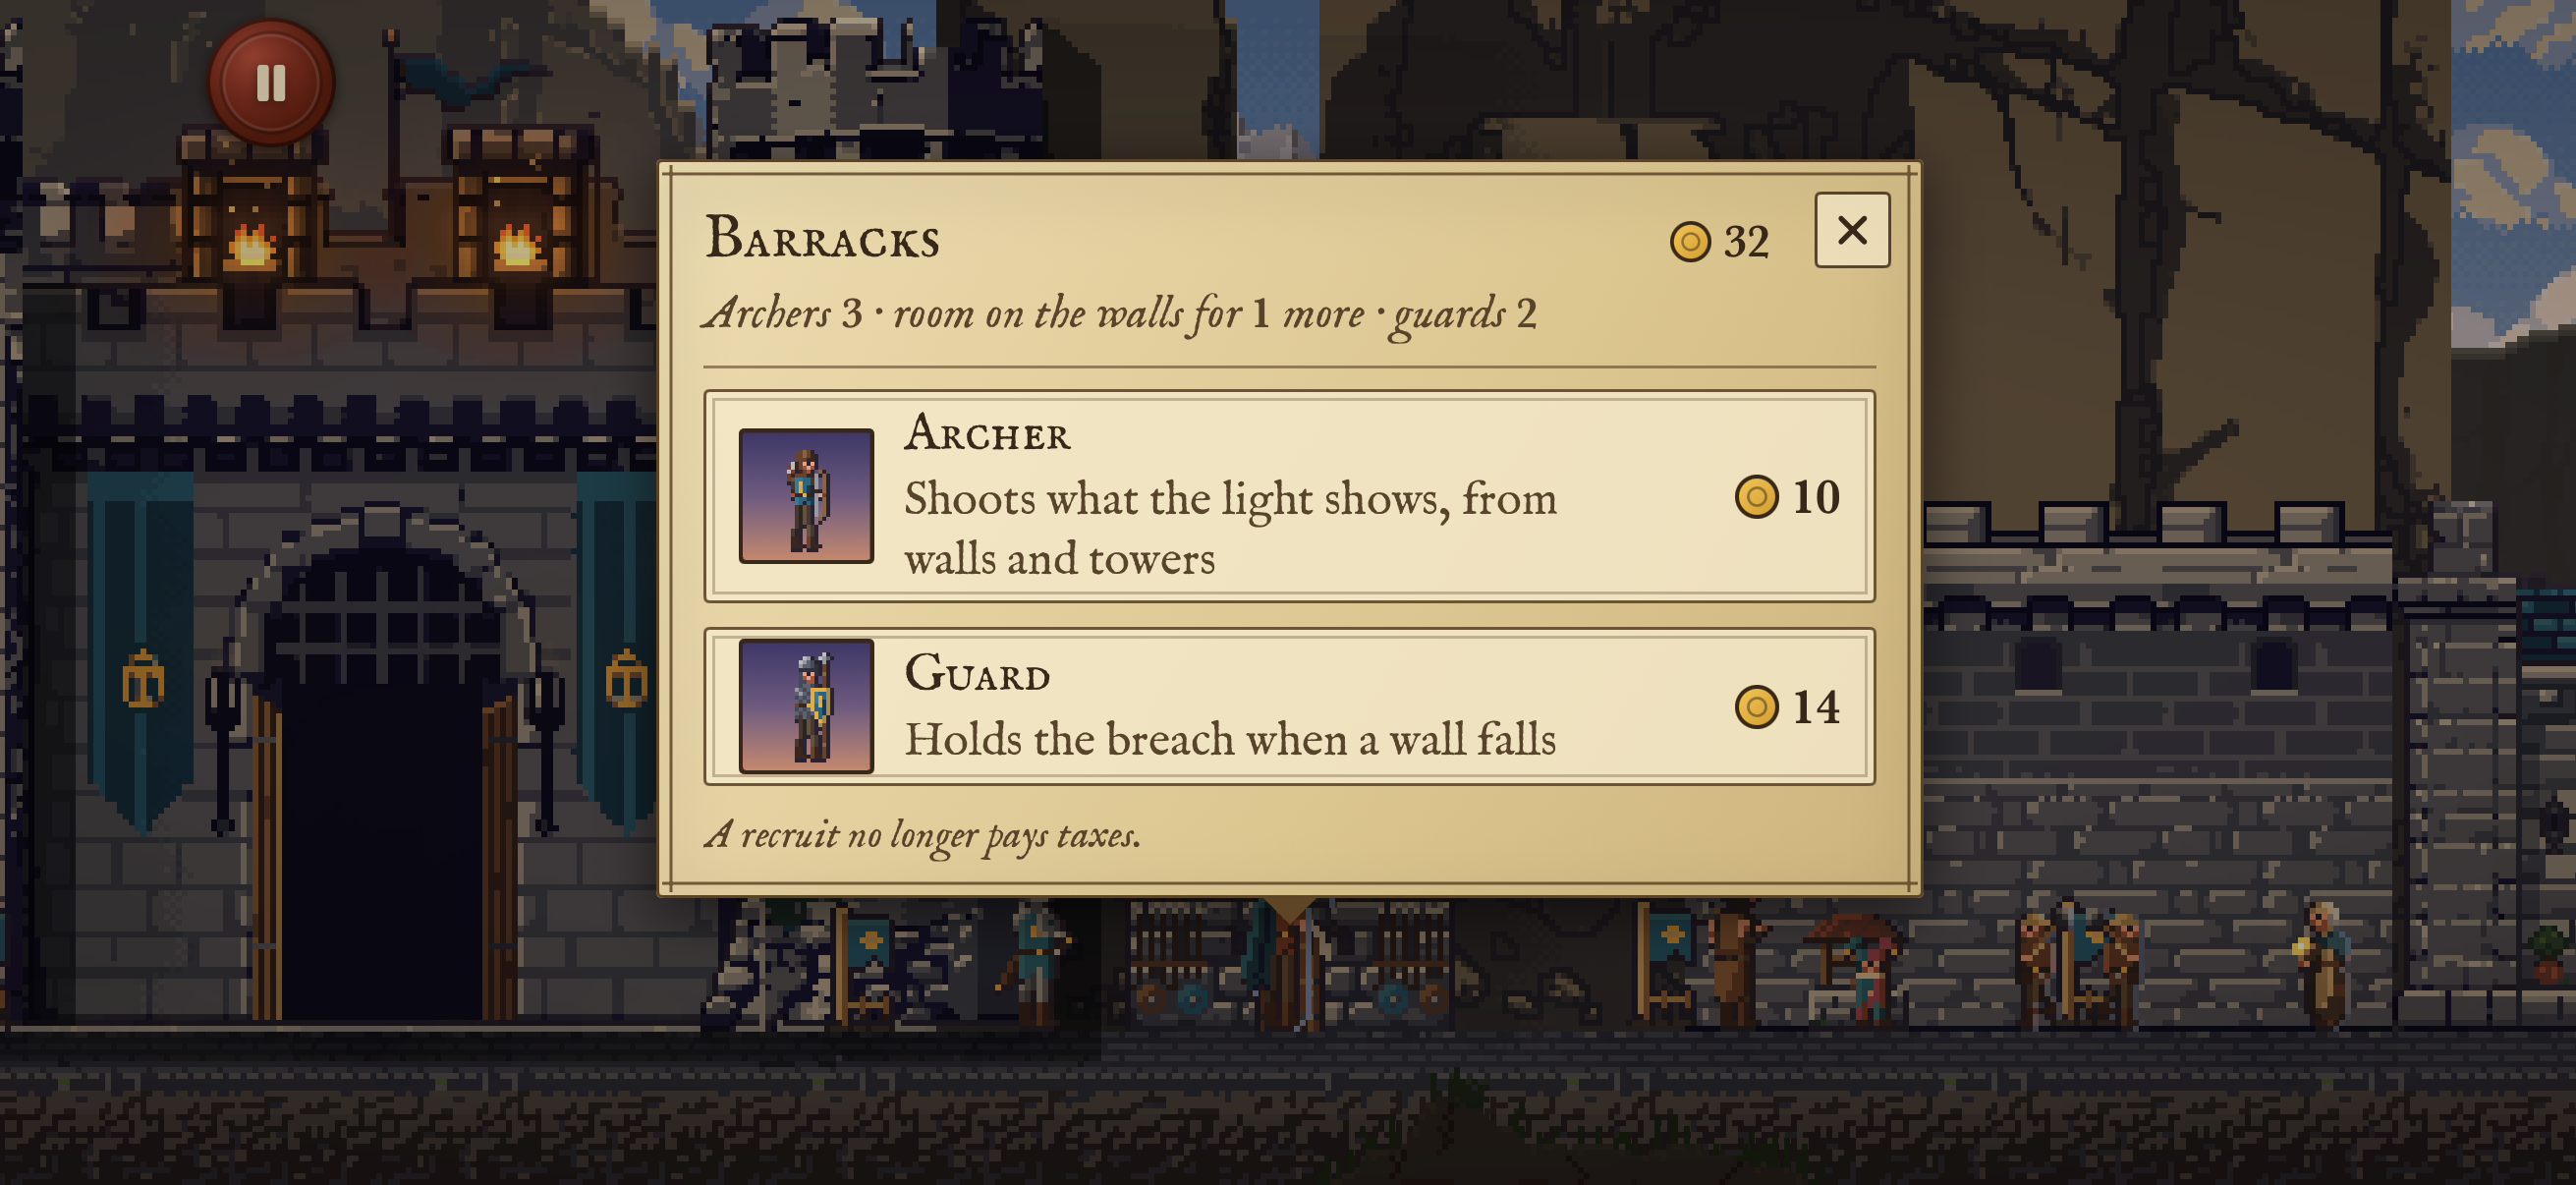 Barracks
32
Archers 3 · room on the walls for 1 more · guards 2
Archer
Shoots what the light shows, from
walls and towers
10
Guard
Holds the breach when a wall falls
14
A recruit no longer pays taxes.